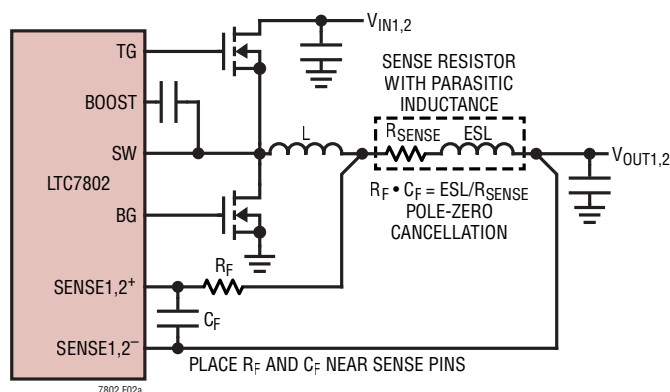 V_IN1,2
TG
SENSE RESISTOR
WITH PARASITIC
INDUCTANCE
BOOST
R_SENSE ESL
L
SW
V_OUT1,2
LTC7802
R_F • C_F = ESL/R_SENSE
POLE-ZERO
CANCELLATION
BG
R_F
SENSE1,2+
C_F
SENSE1,2−
PLACE R_F AND C_F NEAR SENSE PINS
7802 F02a